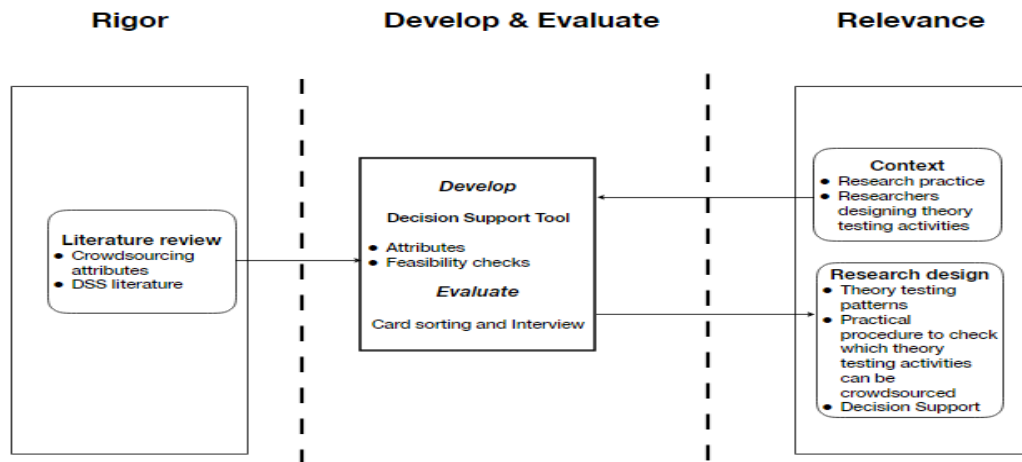 Rigor
Develop & Evaluate
Relevance
Literature review
● Crowdsourcing
attributes
● DSS literature
Develop
Decision Support Tool
● Attributes
● Feasibility checks
Evaluate
Card sorting and Interview
Context
● Research practice
● Researchers
designing theory
testing activities
Research design
● Theory testing
patterns
● Practical
procedure to check
which theory
testing activities
can be
crowdsourced
● Decision Support